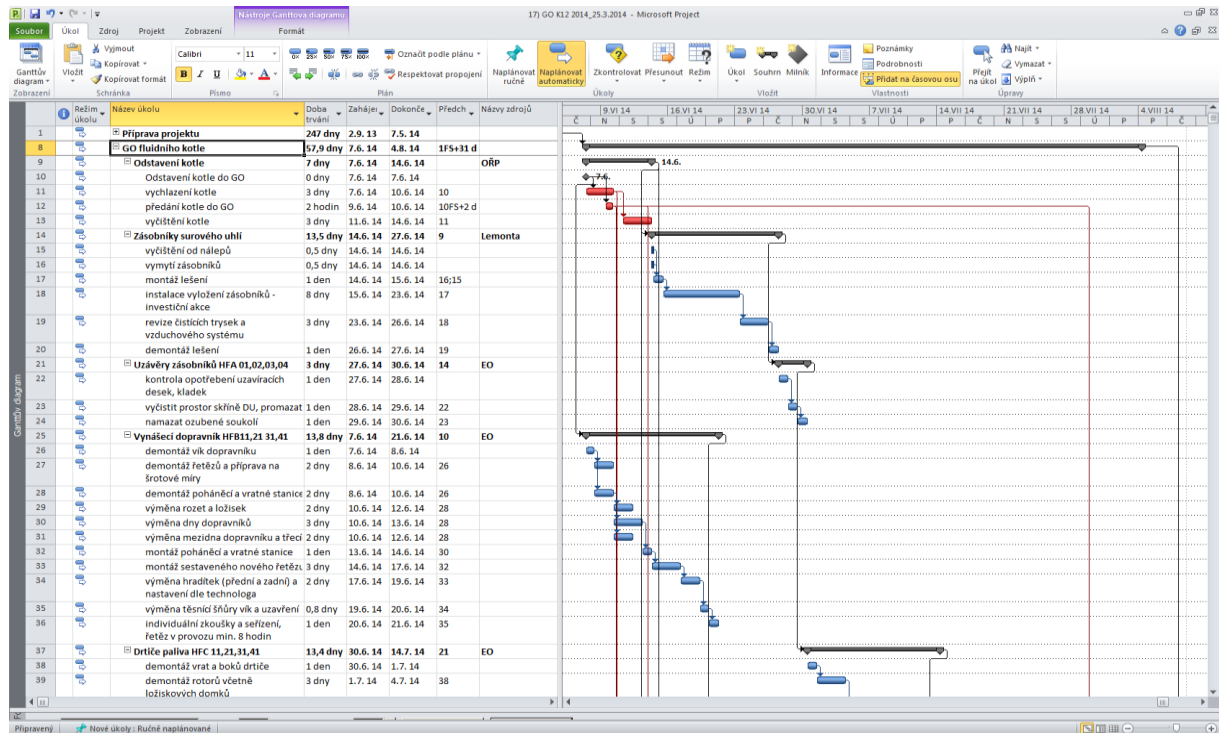 Nástroje Ganttova diagramu
17) GO K12 2014_25.3.2014 - Microsoft Project
Soubor Úkol Zdroj Projekt Zobrazení Formát
Ganttův diagram
Zobrazení
Vložit
Vyjmout
Kopírovat
Kopírovat formát
Schránka
Calibri 11
B I U A
Písmo
0% 25% 50% 75% 100%
Označit podle plánu
Respektovat propojení
Plán
Naplánovat ručně
Naplánovat automaticky
Zkontrolovat Přesunout Režim
Úkoly
Úkol Souhrn Milník
Vložit
Informace
Poznámky
Podrobnosti
Přidat na časovou osu
Vlastnosti
Přejít na úkol
Najít
Vymazat
Výplň
Úpravy
Režim úkolu Název úkolu Doba trvání Zahájer Dokonče Předch Názvy zdrojů
9.VI 14 16.VI 14 23.VI 14 30.VI 14 7.VII 14 14.VII 14 21.VII 14 28.VII 14 4.VIII 14
Č N S S Ú P P Č N S S Ú P P Č N S S Ú P P Č
1 Příprava projektu 247 dny 2.9. 13 7.5. 14
8 GO fluidního kotle 57,9 dny 7.6. 14 4.8. 14 1FS+31 d
9 Odstavení kotle 7 dny 7.6. 14 14.6. 14 OŘP 14.6.
10 Odstavení kotle do GO 0 dny 7.6. 14 7.6. 14 7.6.
11 vychlazení kotle 3 dny 7.6. 14 10.6. 14 10
12 předání kotle do GO 2 hodin 9.6. 14 10.6. 14 10FS+2 d
13 vyčištění kotle 3 dny 11.6. 14 14.6. 14 11
14 Zásobníky surového uhlí 13,5 dny 14.6. 14 27.6. 14 9 Lemonta
15 vyčištění od nálepů 0,5 dny 14.6. 14 14.6. 14
16 vymytí zásobníků 0,5 dny 14.6. 14 14.6. 14
17 montáž lešení 1 den 14.6. 14 15.6. 14 16;15
18 instalace vyložení zásobníků - 8 dny 15.6. 14 23.6. 14 17
investiční akce
19 revize čistících trysek a 3 dny 23.6. 14 26.6. 14 18
vzduchového systému
20 demontáž lešení 1 den 26.6. 14 27.6. 14 19
21 Uzávěry zásobníků HFA 01,02,03,04 3 dny 27.6. 14 30.6. 14 14 EO
22 kontrola opotřebení uzavíracích 1 den 27.6. 14 28.6. 14
desek, kladek
23 vyčistit prostor skříně DU, promazat 1 den 28.6. 14 29.6. 14 22
24 namazat ozubené soukolí 1 den 29.6. 14 30.6. 14 23
25 Vynášecí dopravník HFB11,21 31,41 13,8 dny 7.6. 14 21.6. 14 10 EO
26 demontáž vík dopravníku 1 den 7.6. 14 8.6. 14
27 demontáž řetězů a příprava na 2 dny 8.6. 14 10.6. 14 26
šrotové míry
28 demontáž poháněcí a vratné stanice 2 dny 8.6. 14 10.6. 14 26
29 výměna rozet a ložisek 2 dny 10.6. 14 12.6. 14 28
30 výměna dny dopravníků 3 dny 10.6. 14 13.6. 14 28
31 výměna mezidna dopravníku a třecí 2 dny 10.6. 14 12.6. 14 28
32 montáž poháněcí a vratné stanice 1 den 13.6. 14 14.6. 14 30
33 montáž sestaveného nového řetězu 3 dny 14.6. 14 17.6. 14 32
34 výměna hradítek (přední a zadní) a 2 dny 17.6. 14 19.6. 14 33
nastavení dle technologa
35 výměna těsnící šňůry vík a uzavření 0,8 dny 19.6. 14 20.6. 14 34
36 individuální zkoušky a seřízení, 1 den 20.6. 14 21.6. 14 35
řetěz v provozu min. 8 hodin
37 Drtiče paliva HFC 11,21,31,41 13,4 dny 30.6. 14 14.7. 14 21 EO
38 demontáž vrat a boků drtiče 1 den 30.6. 14 1.7. 14
39 demontáž rotorů včetně 3 dny 1.7. 14 4.7. 14 38
ložiskových domků
Ganttův diagram
Připravený Nové úkoly : Ručně naplánované